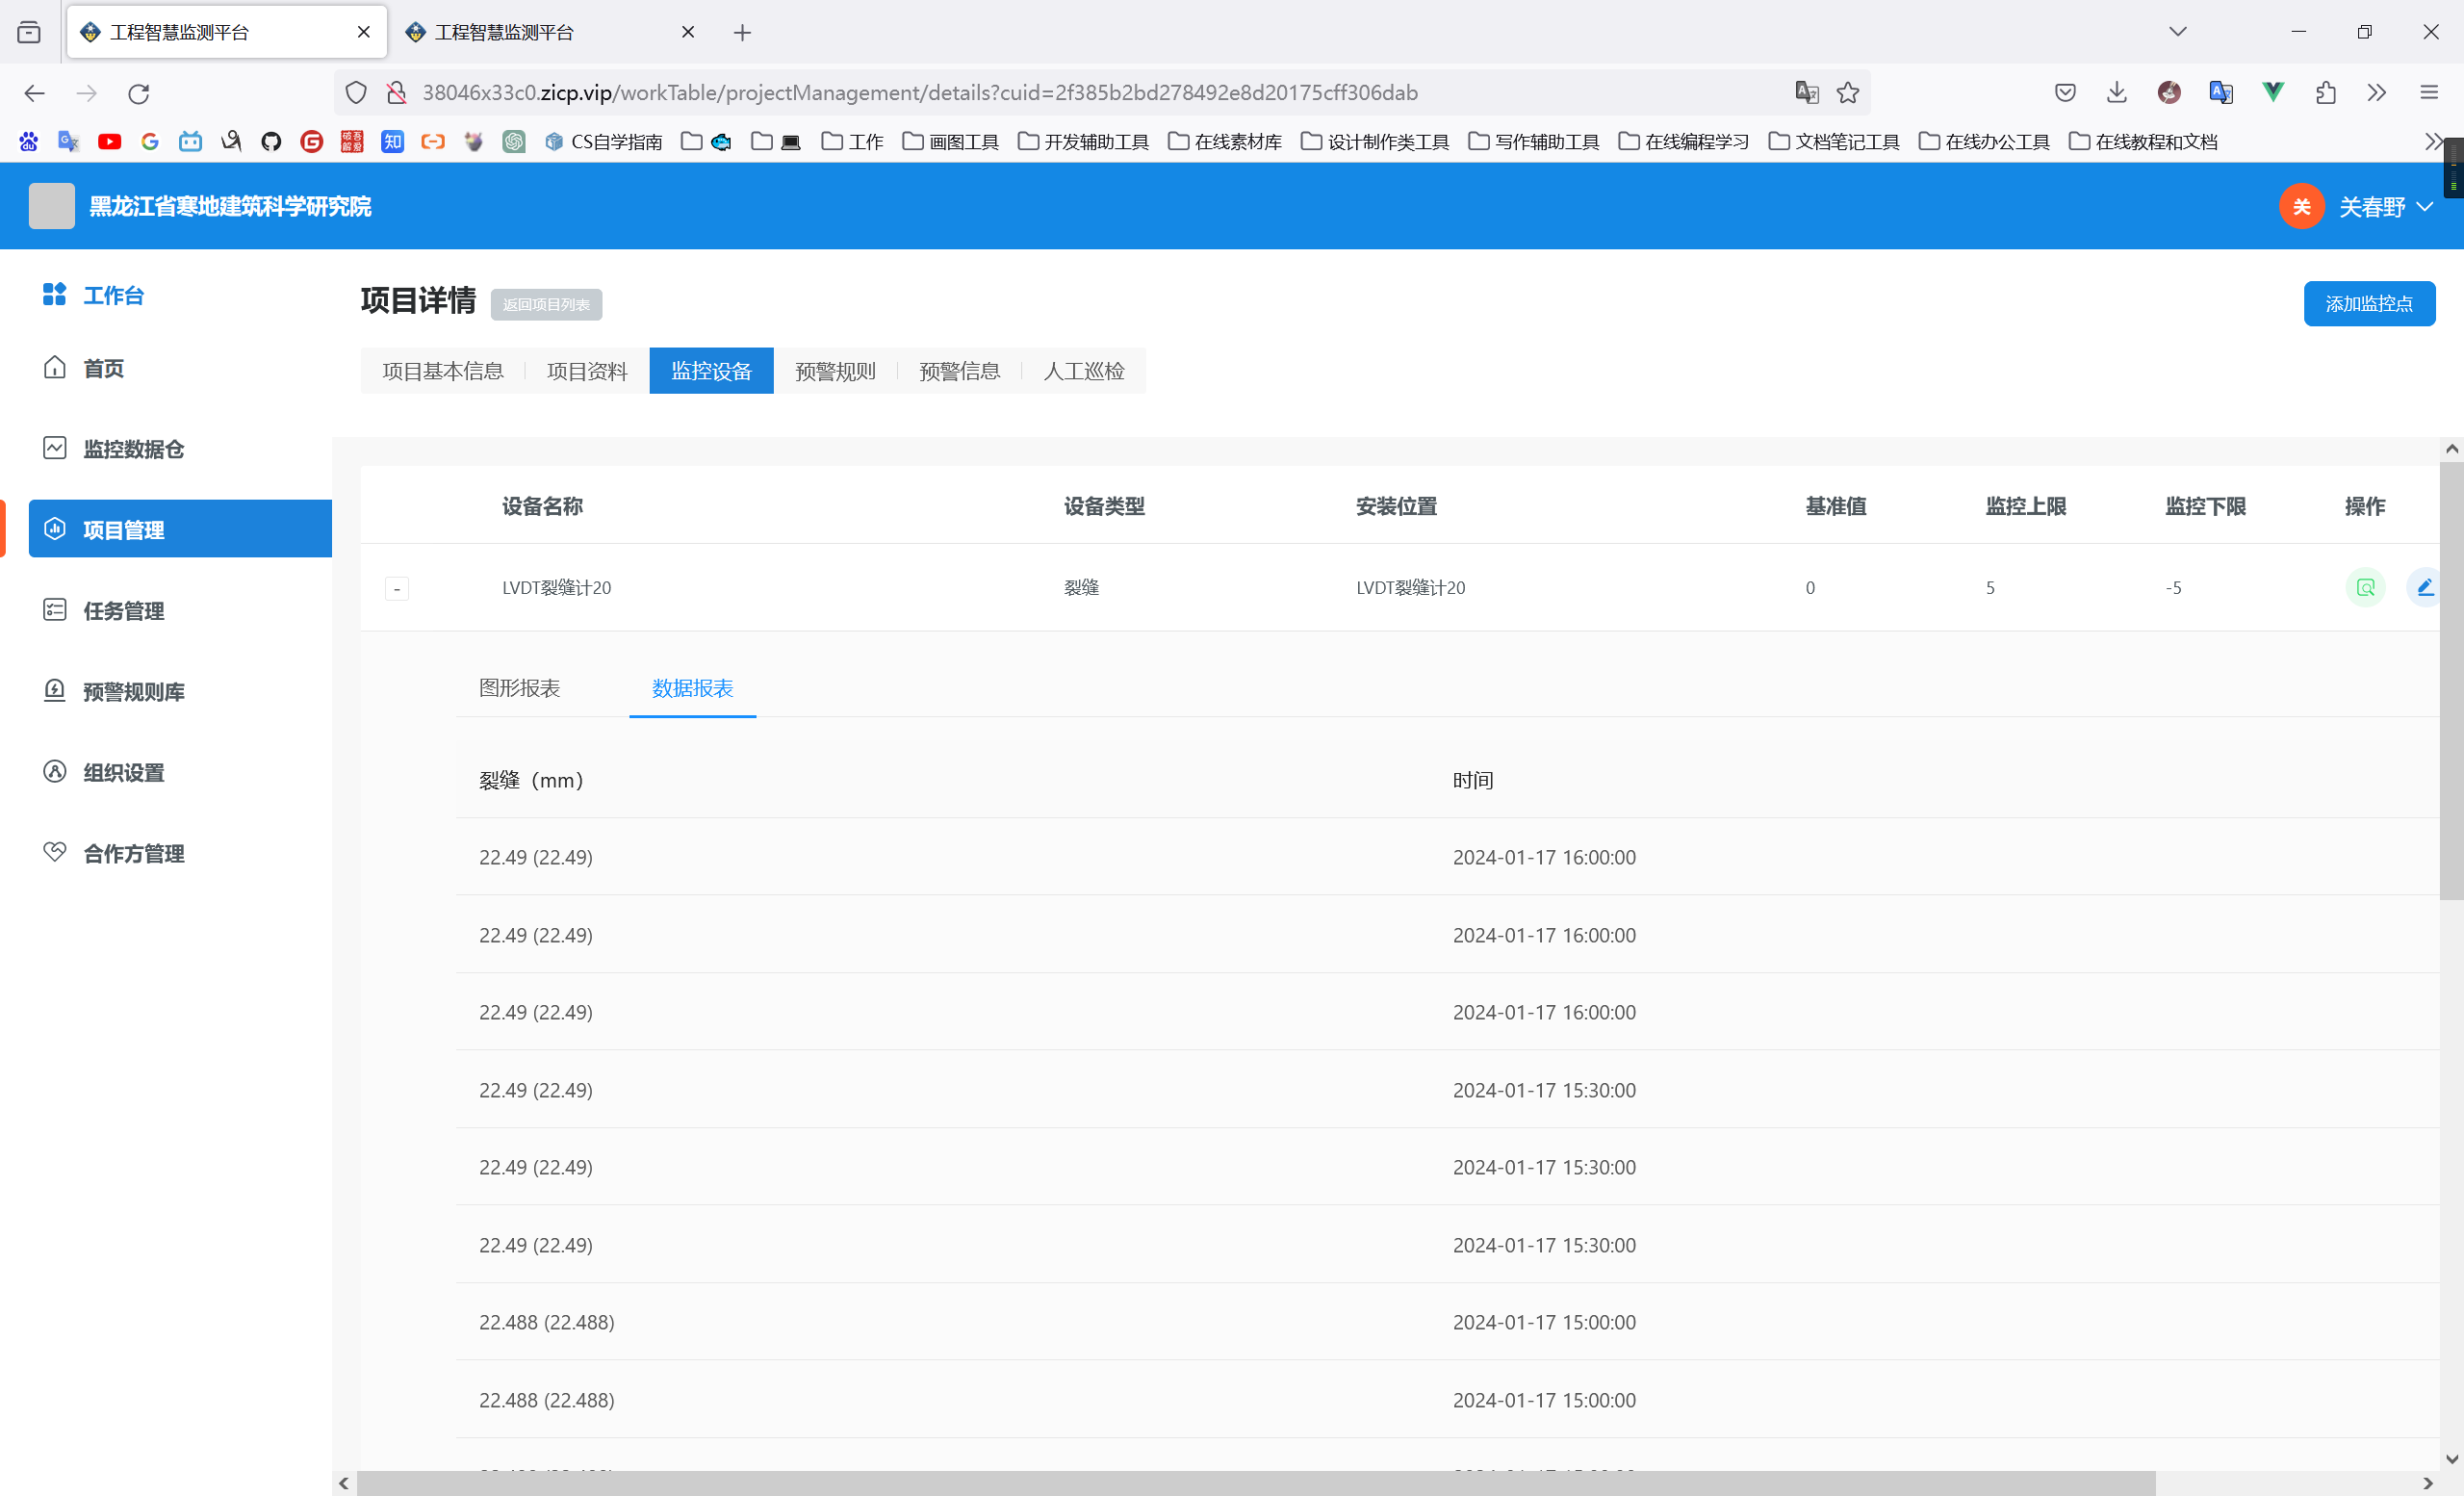 工程智慧监测平台
工程智慧监测平台
38046x33c0.zicp.vip/workTable/projectManagement/details?cuid=2f385b2bd278492e8d20175cff306dab
CS自学指南 工作 画图工具 开发辅助工具 在线素材库 设计制作类工具 写作辅助工具 在线编程学习 文档笔记工具 在线办公工具 在线教程和文档
黑龙江省寒地建筑科学研究院
关 关春野
工作台
首页
监控数据仓
项目管理
任务管理
预警规则库
组织设置
合作方管理
项目详情 返回项目列表
添加监控点
项目基本信息 项目资料 监控设备 预警规则 预警信息 人工巡检
设备名称 设备类型 安装位置 基准值 监控上限 监控下限 操作
- LVDT裂缝计20 裂缝 LVDT裂缝计20 0 5 -5
图形报表 数据报表
裂缝（mm） 时间
22.49 (22.49) 2024-01-17 16:00:00
22.49 (22.49) 2024-01-17 16:00:00
22.49 (22.49) 2024-01-17 16:00:00
22.49 (22.49) 2024-01-17 15:30:00
22.49 (22.49) 2024-01-17 15:30:00
22.49 (22.49) 2024-01-17 15:30:00
22.488 (22.488) 2024-01-17 15:00:00
22.488 (22.488) 2024-01-17 15:00:00